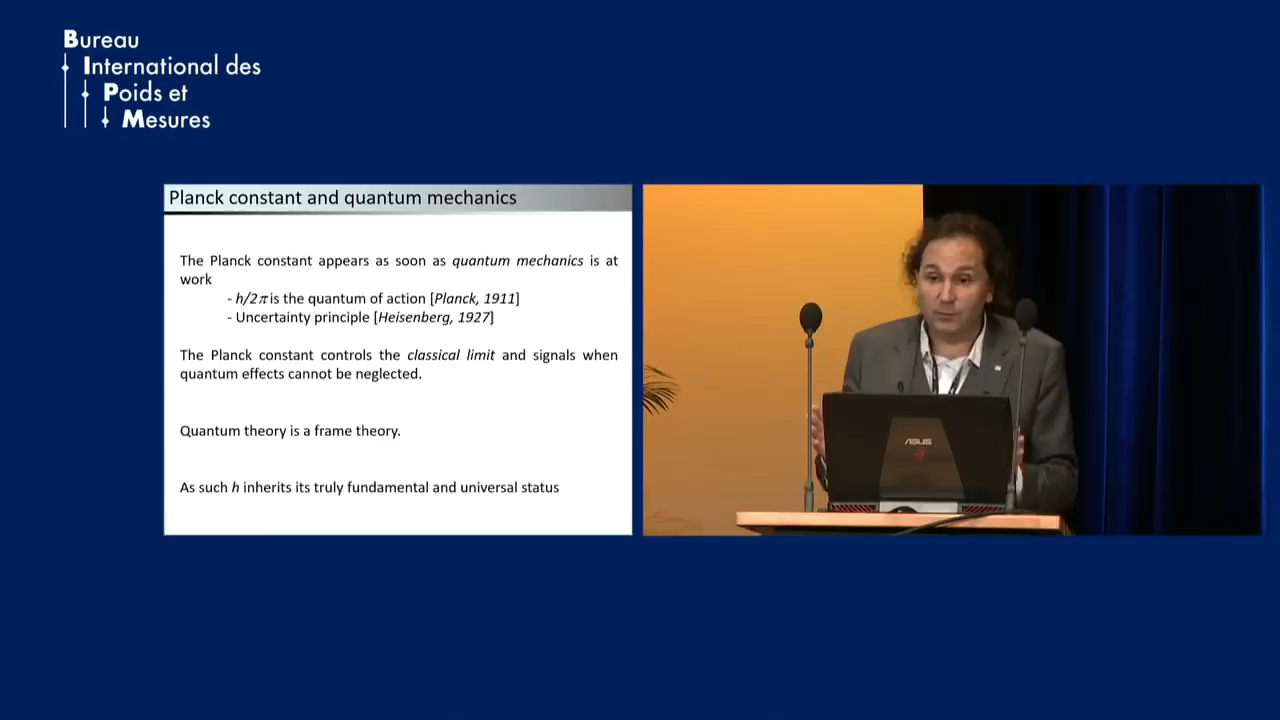 Bureau
International des
Poids et
Mesures
Planck constant and quantum mechanics
The Planck constant appears as soon as quantum mechanics is at
work
- h/2π is the quantum of action [Planck, 1911]
- Uncertainty principle [Heisenberg, 1927]
The Planck constant controls the classical limit and signals when
quantum effects cannot be neglected.
Quantum theory is a frame theory.
As such h inherits its truly fundamental and universal status
ASUS